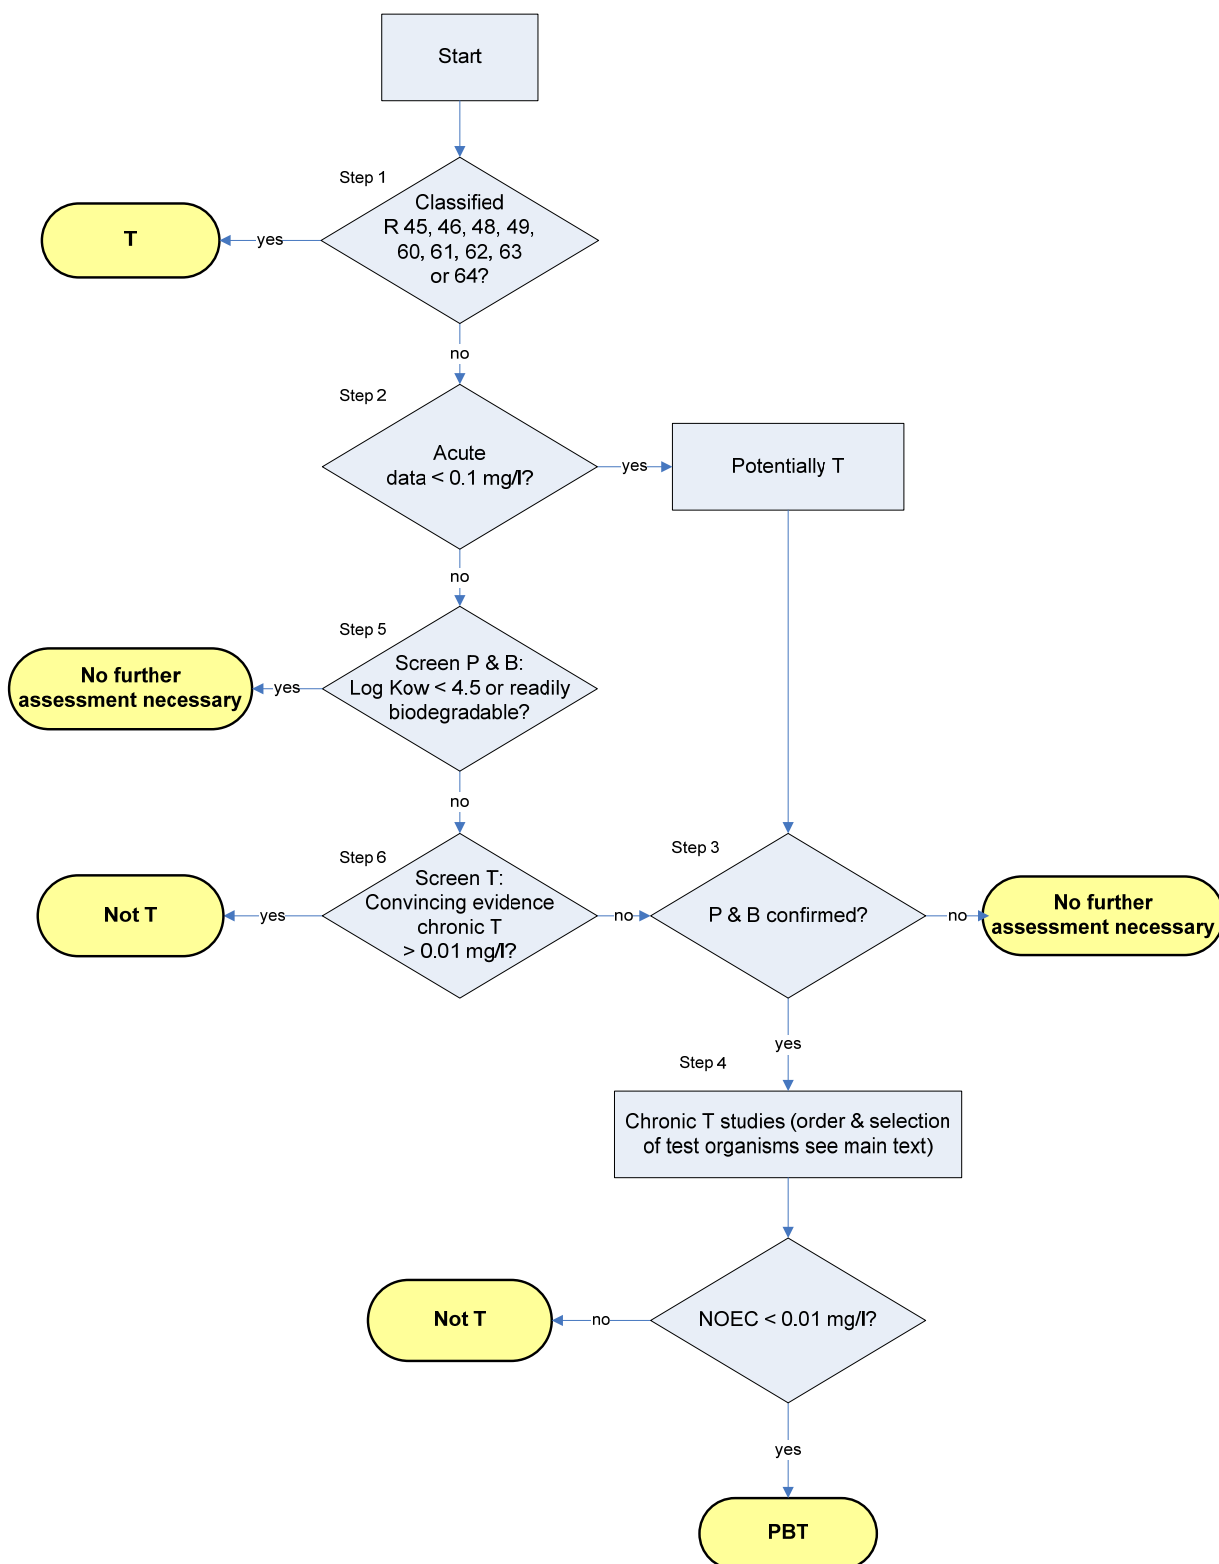 Start
Step 1
Classified
R 45, 46, 48, 49,
60, 61, 62, 63
or 64?
yes
T
no
Step 2
Acute
data < 0.1 mg/l?
yes
Potentially T
no
Step 5
Screen P & B:
Log Kow < 4.5 or readily
biodegradable?
yes
No further
assessment necessary
no
Step 6
Screen T:
Convincing evidence
chronic T
> 0.01 mg/l?
yes
Not T
no
Step 3
P & B confirmed?
no
No further
assessment necessary
yes
Step 4
Chronic T studies (order & selection
of test organisms see main text)
NOEC < 0.01 mg/l?
no
Not T
yes
PBT